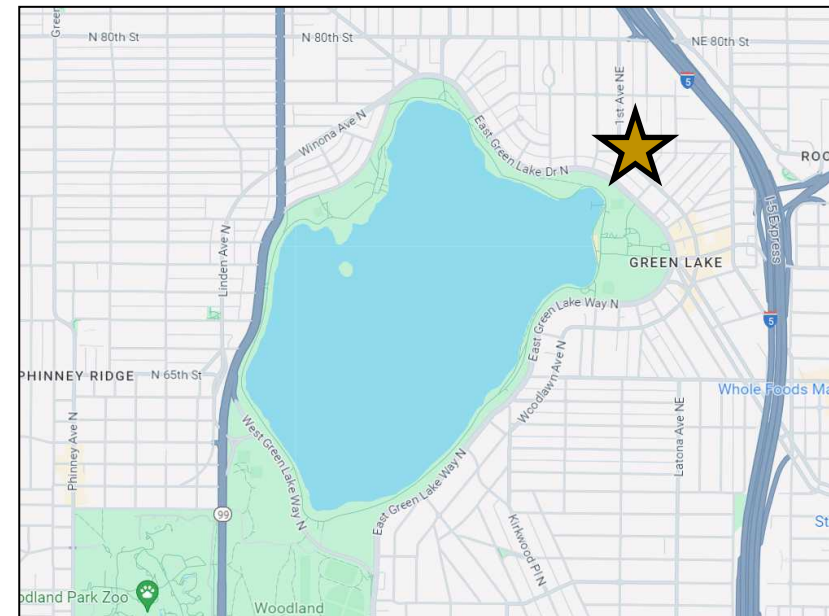 Green
N 80th St
N 80th St
NE 80th St
5
1st Ave NE
Winona Ave N
East Green Lake Dr N
ROO
I-5 Express
Linden Ave N
GREEN LAKE
East Green Lake Way N
5
PHINNEY RIDGE
N 65th St
Woodlawn Ave N
Whole Foods Ma
Phinney Ave N
West Green Lake Way N
Latona Ave NE
East Green Lake Way N
99
Kirkwood Pl N
St
odland Park Zoo
Woodland